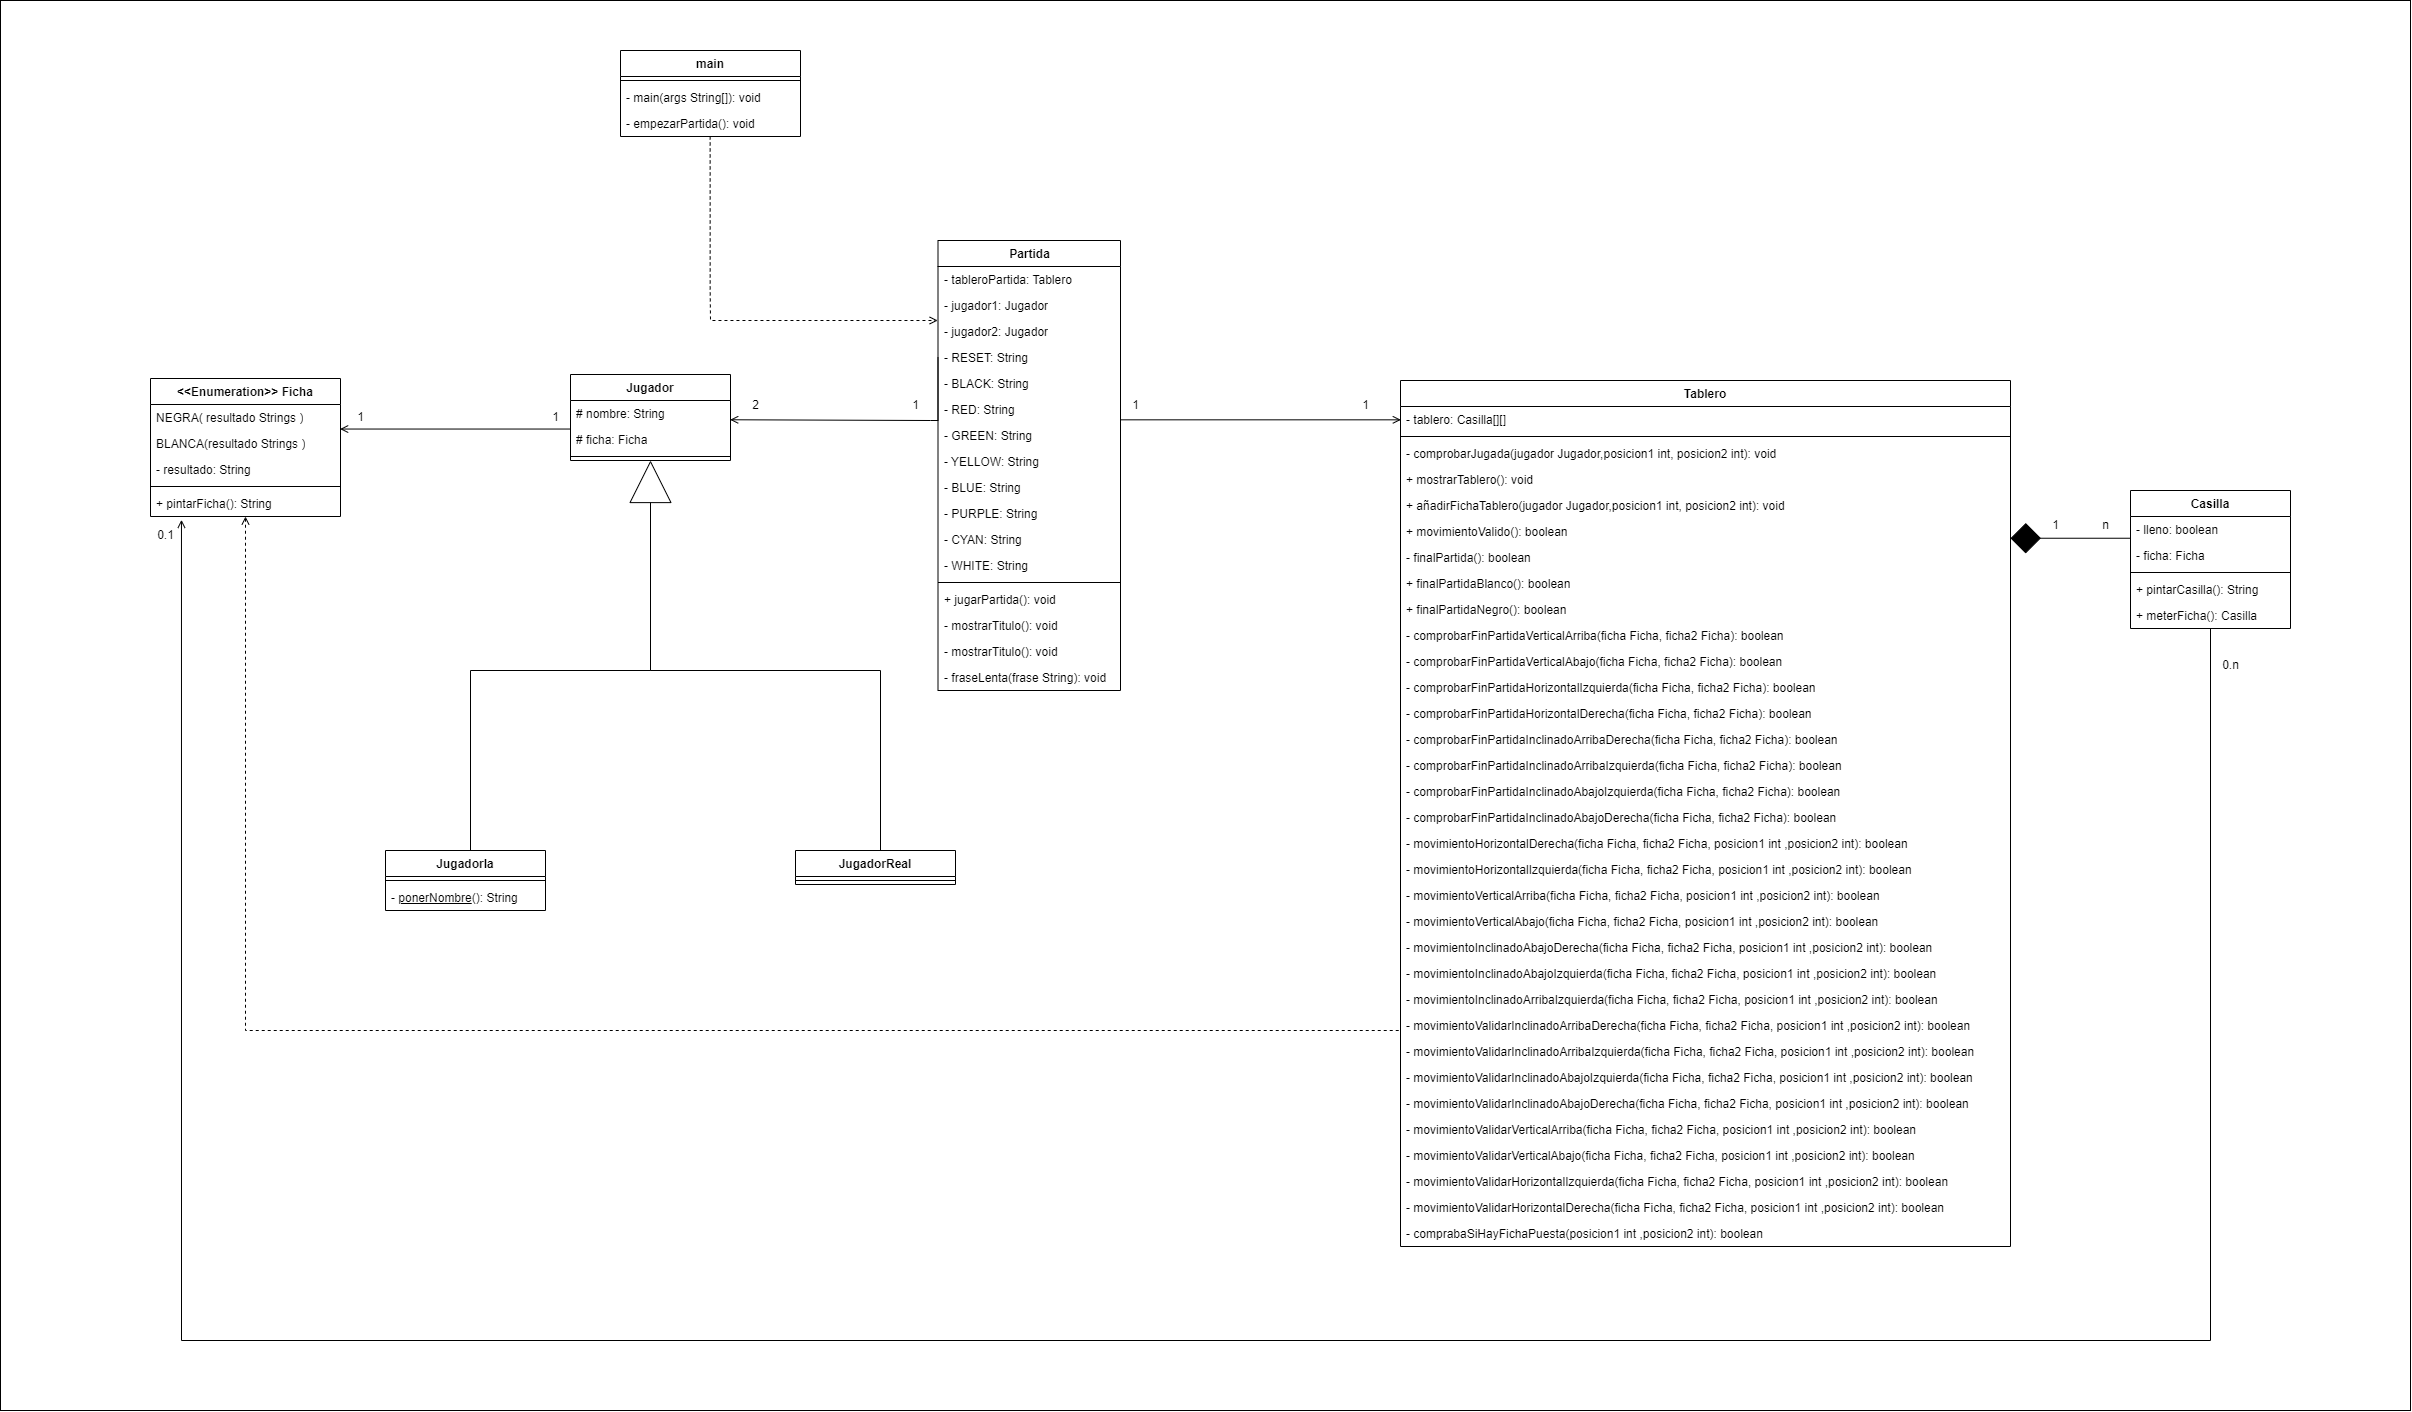 main
- main(args String[]): void
- empezarPartida(): void
Partida
- tableroPartida: Tablero
- jugador1: Jugador
- jugador2: Jugador
- RESET: String
- BLACK: String
- RED: String
- GREEN: String
- YELLOW: String
- BLUE: String
- PURPLE: String
- CYAN: String
- WHITE: String
+ jugarPartida(): void
- mostrarTitulo(): void
- mostrarTitulo(): void
- fraseLenta(frase String): void
<<Enumeration>> Ficha
NEGRA( resultado Strings )
BLANCA(resultado Strings )
- resultado: String
+ pintarFicha(): String
0.1
1
1
Jugador
# nombre: String
# ficha: Ficha
2
1
1
1
JugadorIa
- ponerNombre(): String
JugadorReal
Tablero
- tablero: Casilla[][]
- comprobarJugada(jugador Jugador,posicion1 int, posicion2 int): void
+ mostrarTablero(): void
+ añadirFichaTablero(jugador Jugador,posicion1 int, posicion2 int): void
+ movimientoValido(): boolean
- finalPartida(): boolean
+ finalPartidaBlanco(): boolean
+ finalPartidaNegro(): boolean
- comprobarFinPartidaVerticalArriba(ficha Ficha, ficha2 Ficha): boolean
- comprobarFinPartidaVerticalAbajo(ficha Ficha, ficha2 Ficha): boolean
- comprobarFinPartidaHorizontalIzquierda(ficha Ficha, ficha2 Ficha): boolean
- comprobarFinPartidaHorizontalDerecha(ficha Ficha, ficha2 Ficha): boolean
- comprobarFinPartidaInclinadoArribaDerecha(ficha Ficha, ficha2 Ficha): boolean
- comprobarFinPartidaInclinadoArribaIzquierda(ficha Ficha, ficha2 Ficha): boolean
- comprobarFinPartidaInclinadoAbajoIzquierda(ficha Ficha, ficha2 Ficha): boolean
- comprobarFinPartidaInclinadoAbajoDerecha(ficha Ficha, ficha2 Ficha): boolean
- movimientoHorizontalDerecha(ficha Ficha, ficha2 Ficha, posicion1 int ,posicion2 int): boolean
- movimientoHorizontalIzquierda(ficha Ficha, ficha2 Ficha, posicion1 int ,posicion2 int): boolean
- movimientoVerticalArriba(ficha Ficha, ficha2 Ficha, posicion1 int ,posicion2 int): boolean
- movimientoVerticalAbajo(ficha Ficha, ficha2 Ficha, posicion1 int ,posicion2 int): boolean
- movimientoInclinadoAbajoDerecha(ficha Ficha, ficha2 Ficha, posicion1 int ,posicion2 int): boolean
- movimientoInclinadoAbajoIzquierda(ficha Ficha, ficha2 Ficha, posicion1 int ,posicion2 int): boolean
- movimientoInclinadoArribaIzquierda(ficha Ficha, ficha2 Ficha, posicion1 int ,posicion2 int): boolean
- movimientoValidarInclinadoArribaDerecha(ficha Ficha, ficha2 Ficha, posicion1 int ,posicion2 int): boolean
- movimientoValidarInclinadoArribaIzquierda(ficha Ficha, ficha2 Ficha, posicion1 int ,posicion2 int): boolean
- movimientoValidarInclinadoAbajoIzquierda(ficha Ficha, ficha2 Ficha, posicion1 int ,posicion2 int): boolean
- movimientoValidarInclinadoAbajoDerecha(ficha Ficha, ficha2 Ficha, posicion1 int ,posicion2 int): boolean
- movimientoValidarVerticalArriba(ficha Ficha, ficha2 Ficha, posicion1 int ,posicion2 int): boolean
- movimientoValidarVerticalAbajo(ficha Ficha, ficha2 Ficha, posicion1 int ,posicion2 int): boolean
- movimientoValidarHorizontalIzquierda(ficha Ficha, ficha2 Ficha, posicion1 int ,posicion2 int): boolean
- movimientoValidarHorizontalDerecha(ficha Ficha, ficha2 Ficha, posicion1 int ,posicion2 int): boolean
- comprabaSiHayFichaPuesta(posicion1 int ,posicion2 int): boolean
1
n
Casilla
- lleno: boolean
- ficha: Ficha
+ pintarCasilla(): String
+ meterFicha(): Casilla
0.n